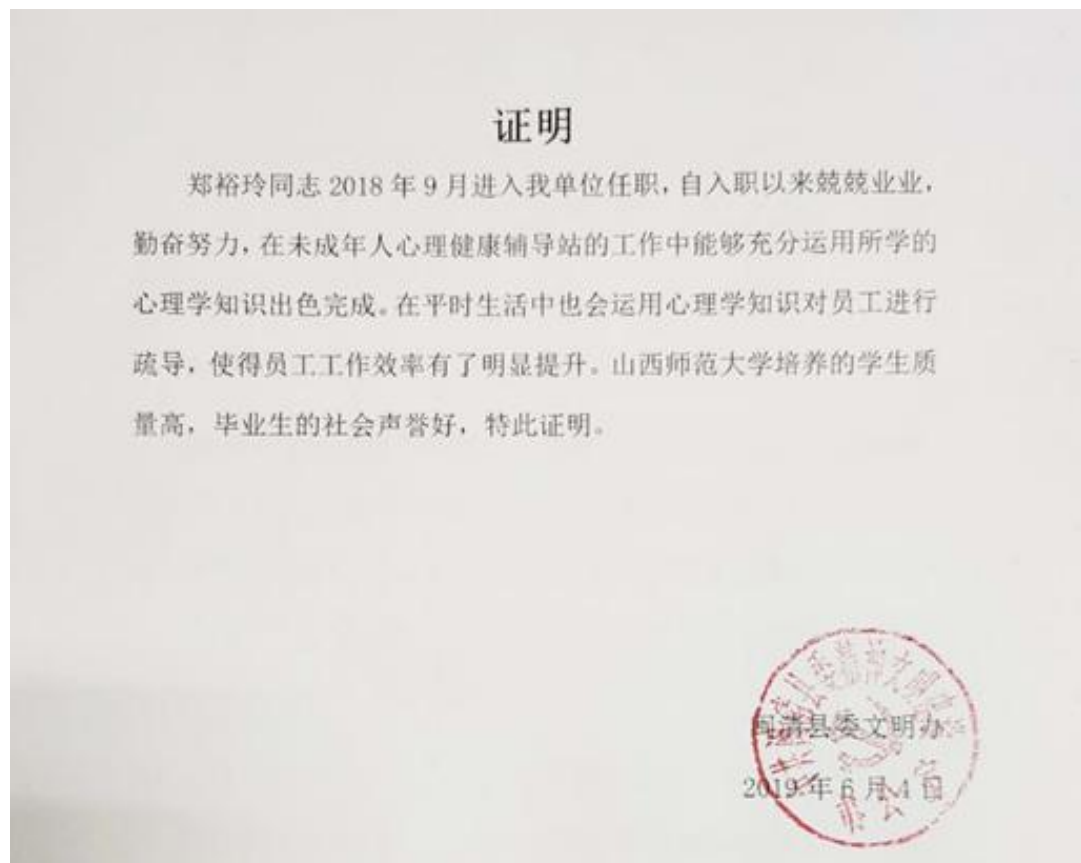 证明
郑裕玲同志 2018 年 9 月进入我单位任职，自入职以来兢兢业业，
勤奋努力，在未成年人心理健康辅导站的工作中能够充分运用所学的
心理学知识出色完成。在平时生活中也会运用心理学知识对员工进行
疏导，使得员工工作效率有了明显提升。山西师范大学培养的学生质
量高，毕业生的社会声誉好，特此证明。
闽清县委文明办
2019 年 6 月 4 日